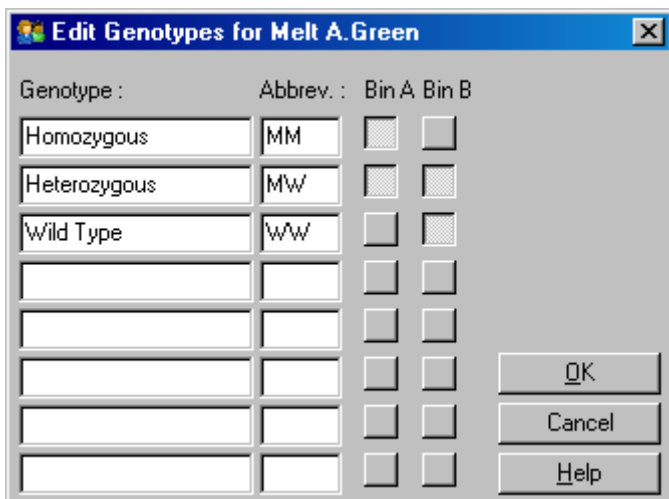 Edit Genotypes for Melt A.Green
Genotype : Abbrev. : Bin A Bin B
Homozygous MM
Heterozygous MW
Wild Type WW
OK
Cancel
Help